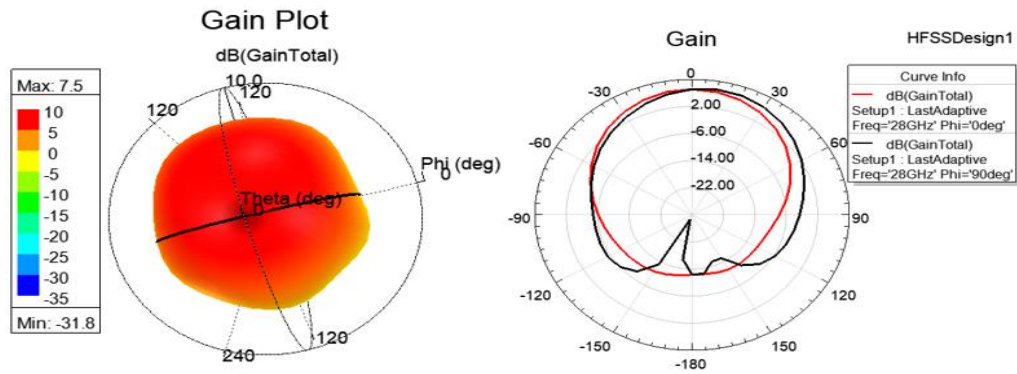 Gain Plot
dB(GainTotal)
Max: 7.5
10
5
0
-5
-10
-15
-20
-25
-30
-35
Min: -31.8
10.0
120
120
Phi (deg)
0
Theta (deg)
0
240
120
Gain
HFSSDesign1
0
-30
30
-60
60
-90
90
-120
120
-150
150
-180
2.00
-6.00
-14.00
-22.00
Curve Info
dB(GainTotal)
Setup1 : LastAdaptive
Freq='28GHz' Phi='0deg'
dB(GainTotal)
Setup1 : LastAdaptive
Freq='28GHz' Phi='90deg'